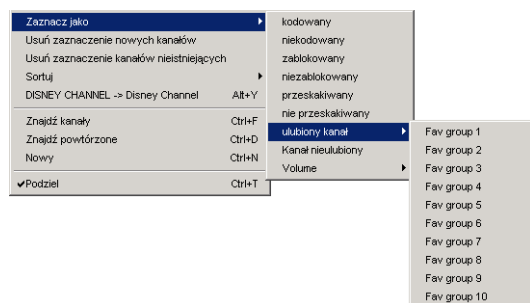 Zaznacz jako
Usuń zaznaczenie nowych kanałów
Usuń zaznaczenie kanałów nieistniejących
Sortuj
DISNEY CHANNEL -> Disney Channel Alt+Y
Znajdź kanały Ctrl+F
Znajdź powtórzone Ctrl+D
Nowy Ctrl+N
✔Podziel Ctrl+T
kodowany
niekodowany
zablokowany
niezablokowany
przeskakiwany
nie przeskakiwany
ulubiony kanał
Kanał nieulubiony
Volume
Fav group 1
Fav group 2
Fav group 3
Fav group 4
Fav group 5
Fav group 6
Fav group 7
Fav group 8
Fav group 9
Fav group 10